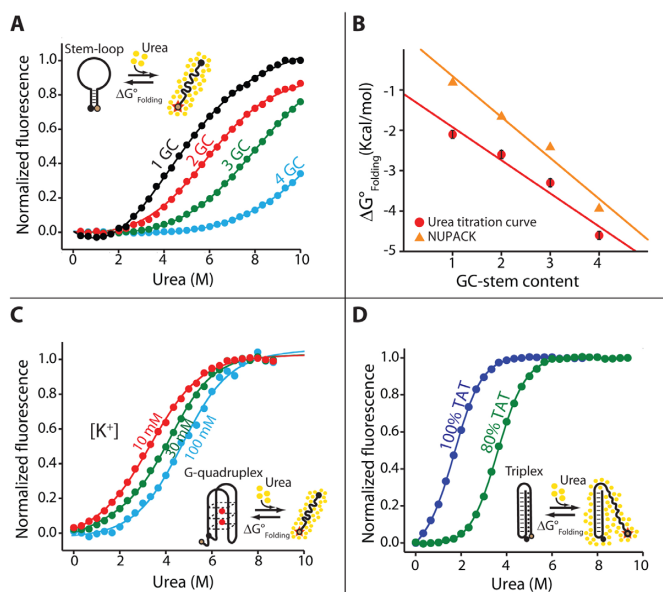 A
Stem-loop
Urea
ΔG°Folding
1 GC
2 GC
3 GC
4 GC
Normalized fluorescence
1.0
0.8
0.6
0.4
0.2
0.0
0 2 4 6 8 10
Urea (M)
B
ΔG°Folding(Kcal/mol)
-1
-2
-3
-4
-5
Urea titration curve
NUPACK
1 2 3 4
GC-stem content
C
Normalized fluorescence
1.0
0.8
0.6
0.4
0.2
0.0
[K+]
10 mM
30 mM
100 mM
G-quadruplex
Urea
ΔG°Folding
0 2 4 6 8 10
Urea (M)
D
Normalized fluorescence
1.0
0.8
0.6
0.4
0.2
0.0
100% TAT
80% TAT
Triplex
Urea
ΔG°Folding
0 2 4 6 8 10
Urea (M)